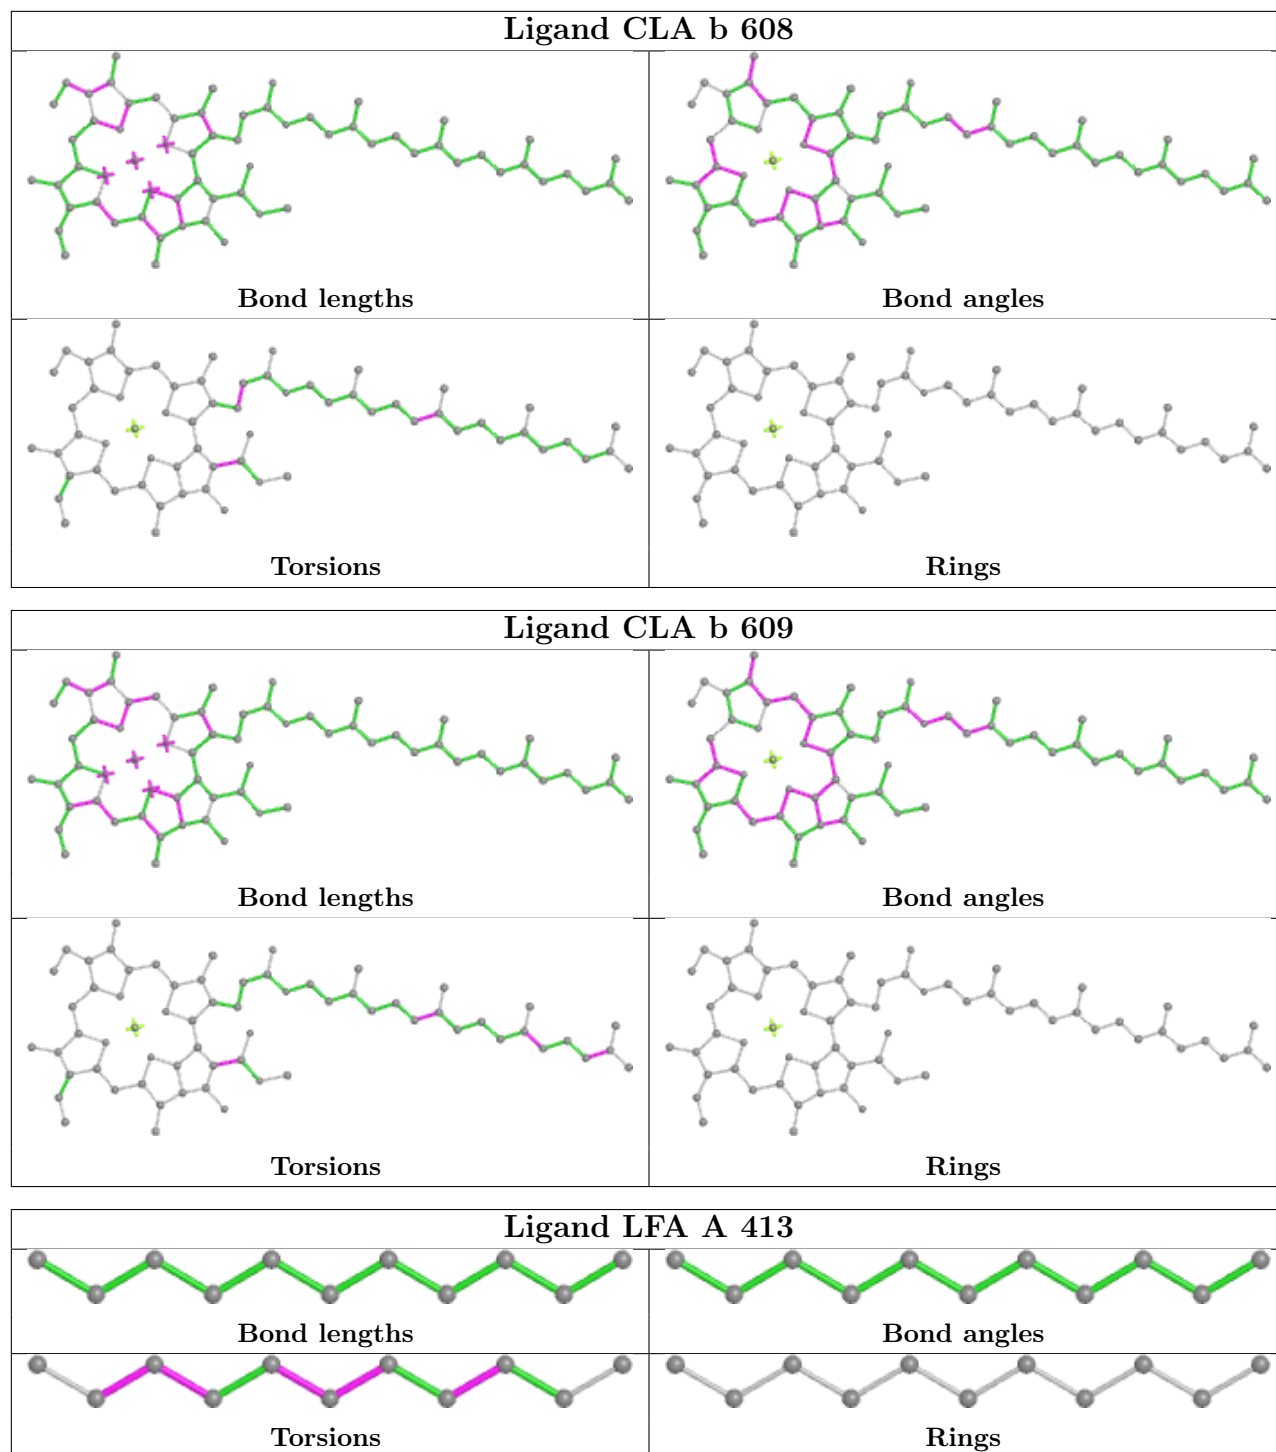 Ligand CLA b 608
Bond lengths
Bond angles
Torsions
Rings
Ligand CLA b 609
Bond lengths
Bond angles
Torsions
Rings
Ligand LFA A 413
Bond lengths
Bond angles
Torsions
Rings